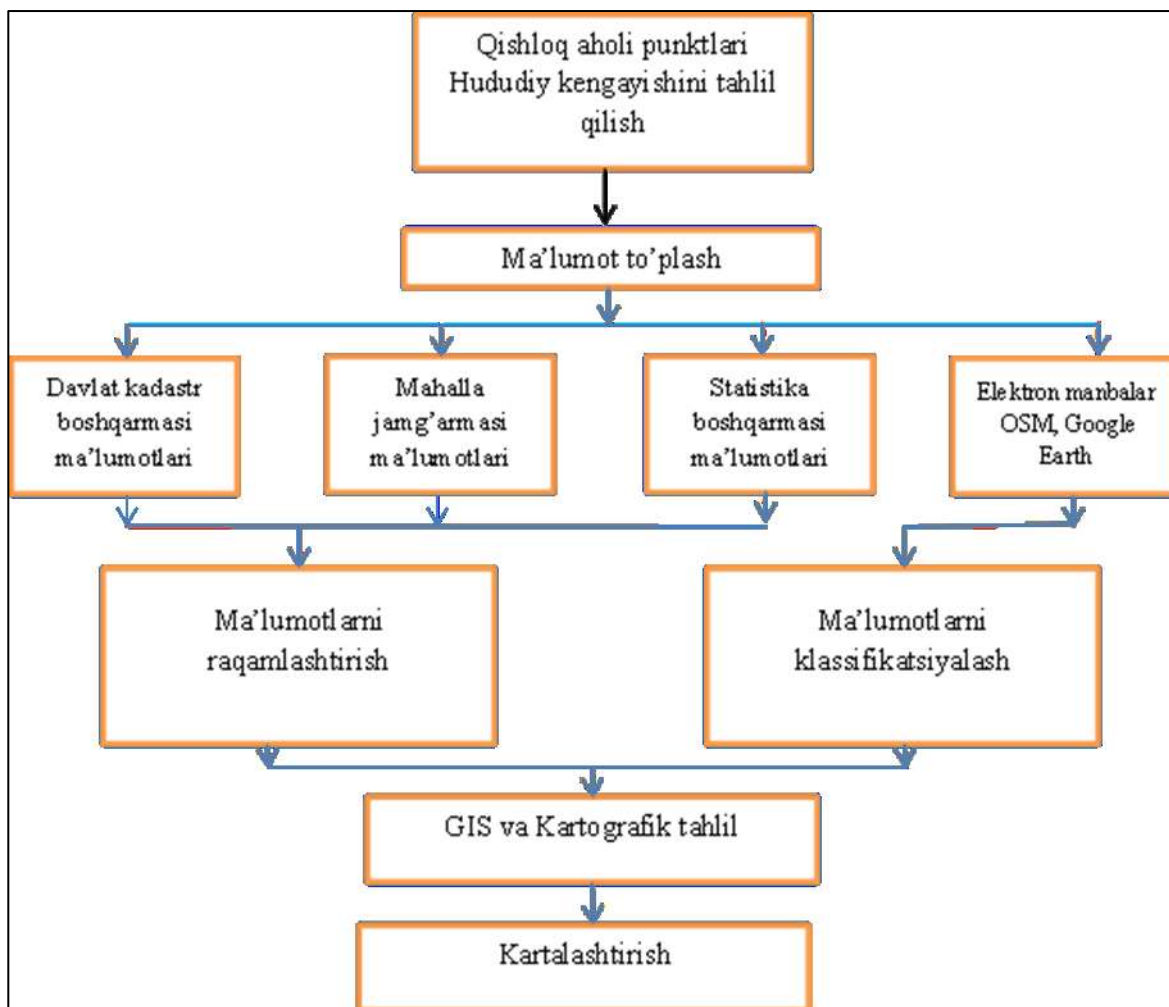 Qishloq aholi punktlari
Hududiy kengayishini tahlil
qilish
Ma’lumot to’plash
Davlat kadastr
boshqarmasi
ma’lumotlari
Mahalla
jamg’armasi
ma’lumotlari
Statistika
boshqarmasi
ma’lumotlari
Elektron manbalar
OSM, Google
Earth
Ma’lumotlarni
raqamlashtirish
Ma’lumotlarni
klassifikatsiyalash
GIS va Kartografik tahlil
Kartalashtirish